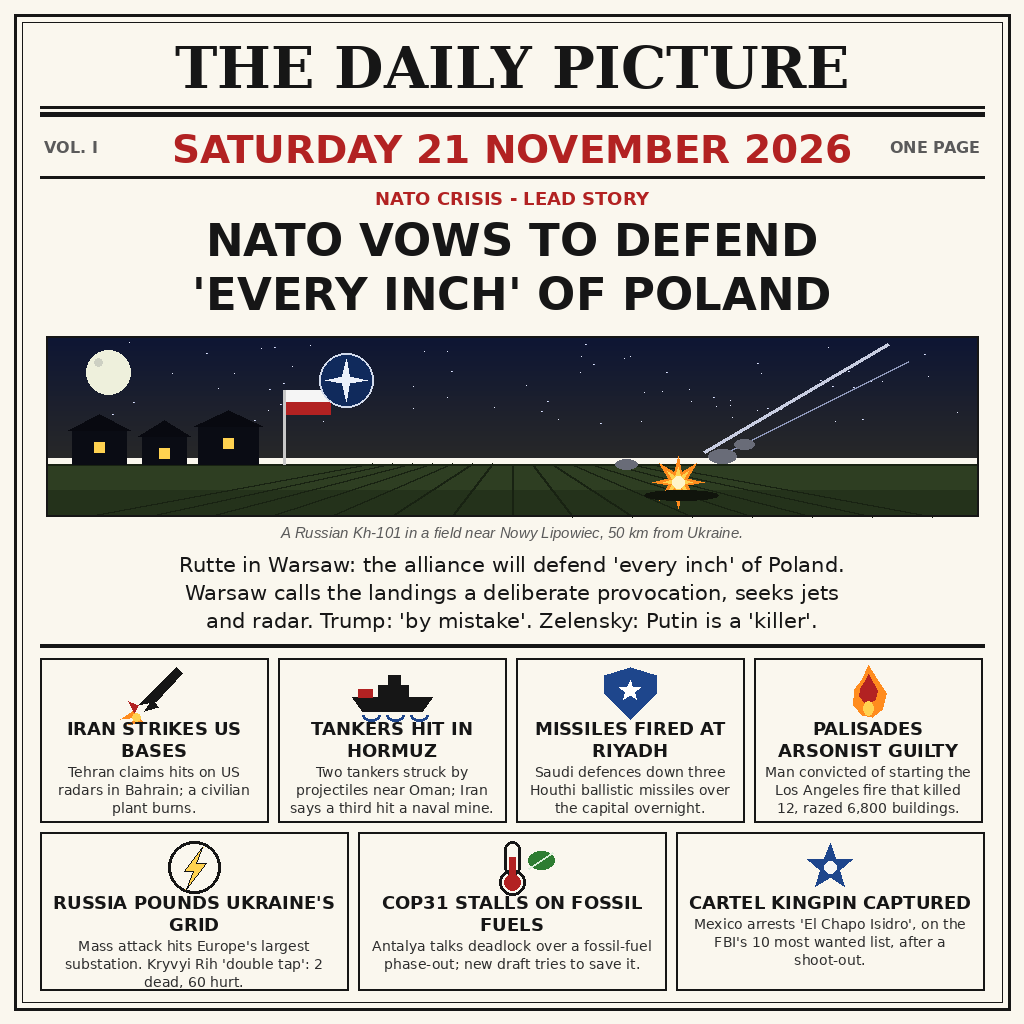 THE DAILY PICTURE
VOL. I
SATURDAY 21 NOVEMBER 2026
ONE PAGE
NATO CRISIS - LEAD STORY
NATO VOWS TO DEFEND
'EVERY INCH' OF POLAND
A Russian Kh-101 in a field near Nowy Lipowiec, 50 km from Ukraine.
Rutte in Warsaw: the alliance will defend 'every inch' of Poland.
Warsaw calls the landings a deliberate provocation, seeks jets
and radar. Trump: 'by mistake'. Zelensky: Putin is a 'killer'.
IRAN STRIKES US
BASES
Tehran claims hits on US
radars in Bahrain; a civilian
plant burns.
TANKERS HIT IN
HORMUZ
Two tankers struck by
projectiles near Oman; Iran
says a third hit a naval mine.
MISSILES FIRED AT
RIYADH
Saudi defences down three
Houthi ballistic missiles over
the capital overnight.
PALISADES
ARSONIST GUILTY
Man convicted of starting the
Los Angeles fire that killed
12, razed 6,800 buildings.
RUSSIA POUNDS UKRAINE'S
GRID
Mass attack hits Europe's largest
substation. Kryvyi Rih 'double tap': 2
dead, 60 hurt.
COP31 STALLS ON FOSSIL
FUELS
Antalya talks deadlock over a fossil-fuel
phase-out; new draft tries to save it.
CARTEL KINGPIN CAPTURED
Mexico arrests 'El Chapo Isidro', on the
FBI's 10 most wanted list, after a
shoot-out.